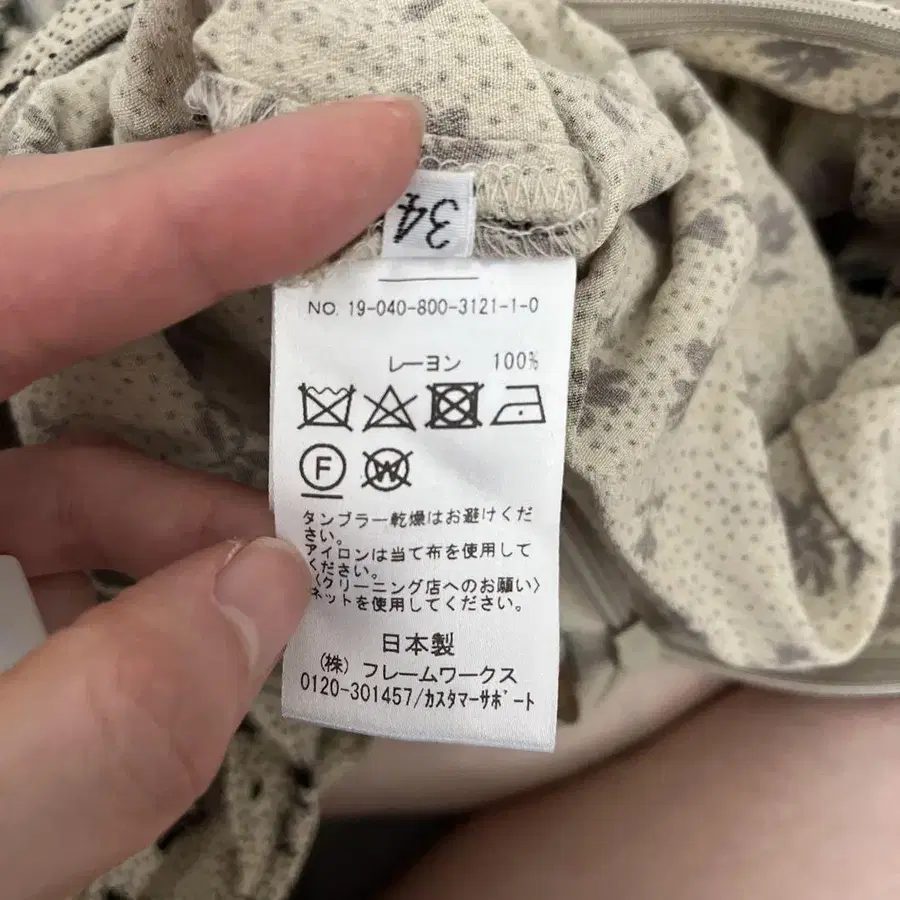 34
NO. 19-040-800-3121-1-0
レーヨン 100%
F
W
タンブラー乾燥はお避けくだ
さい。
アイロンは当て布を使用して
ください。
〈クリーニング店へのお願い〉
ネットを使用してください。
日本製
(株) フレームワークス
0120-301457/カスタマーサポート